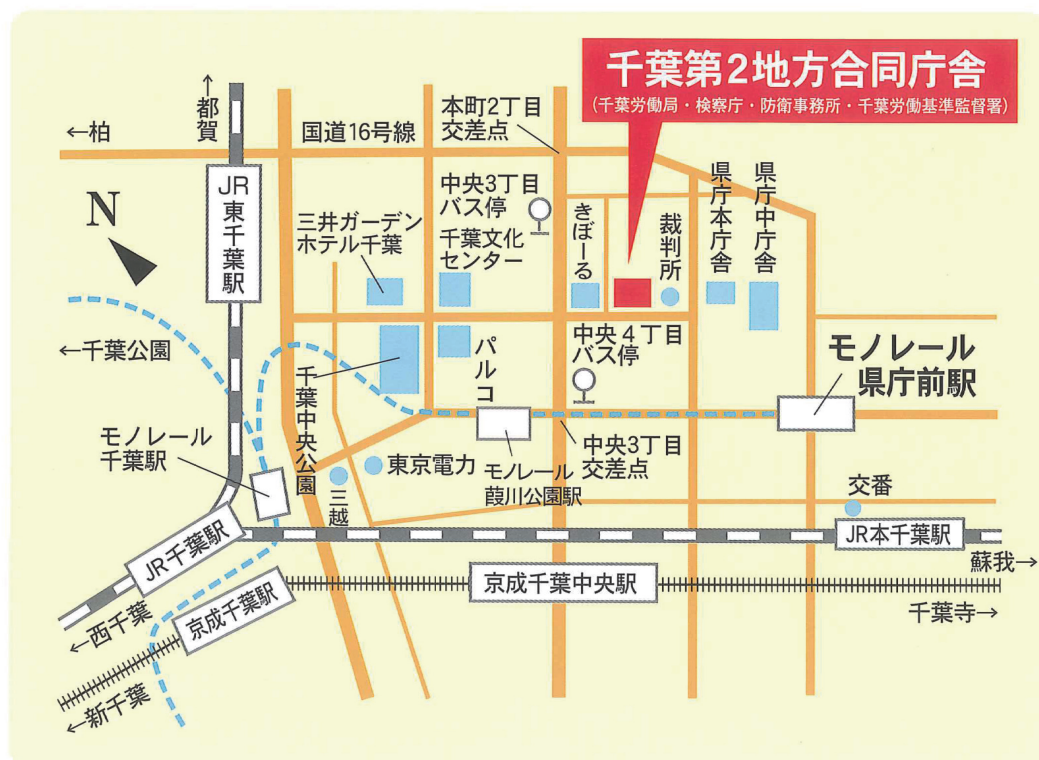 千葉第2地方合同庁舎
(千葉労働局・検察庁・防衛事務所・千葉労働基準監督署)
←都賀
←柏
国道16号線
本町2丁目
交差点
JR東千葉駅
N
三井ガーデン
ホテル千葉
中央3丁目
バス停
千葉文化
センター
きぼーる
裁判所
県庁本庁舎
県庁中庁舎
←千葉公園
千葉中央公園
パルコ
中央4丁目
バス停
モノレール
県庁前駅
モノレール
千葉駅
三越
東京電力
モノレール
葭川公園駅
中央3丁目
交差点
交番
JR千葉駅
JR本千葉駅
蘇我→
京成千葉駅
京成千葉中央駅
千葉寺→
←西千葉
←新千葉